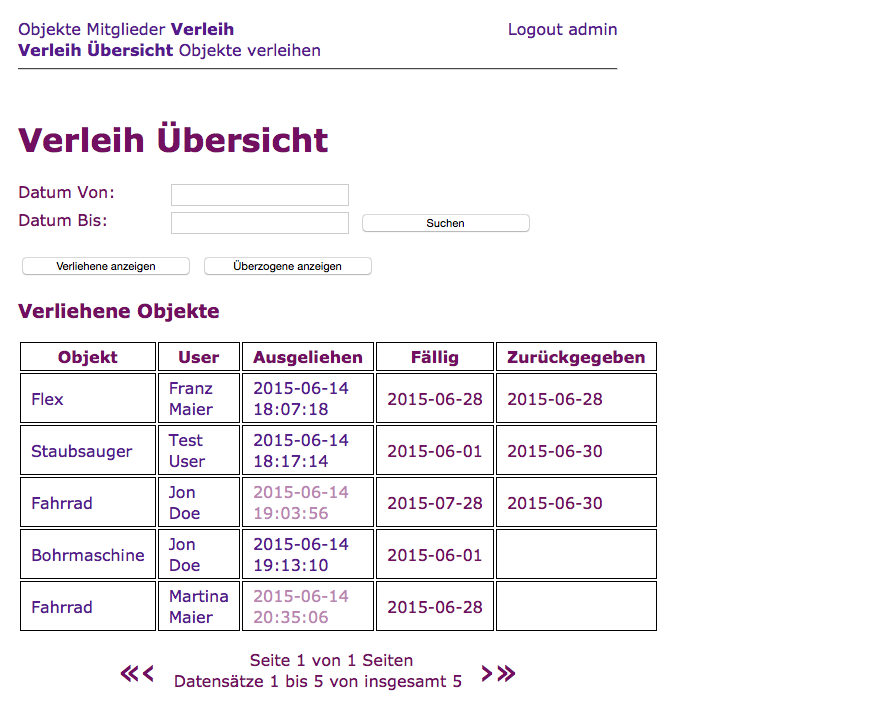 Objekte Mitglieder Verleih Logout admin
Verleih Übersicht Objekte verleihen
Verleih Übersicht
Datum Von:
Datum Bis: Suchen
Verliehene anzeigen Überzogene anzeigen
Verliehene Objekte
Objekt User Ausgeliehen Fällig Zurückgegeben
Flex Franz Maier 2015-06-14 18:07:18 2015-06-28 2015-06-28
Staubsauger Test User 2015-06-14 18:17:14 2015-06-01 2015-06-30
Fahrrad Jon Doe 2015-06-14 19:03:56 2015-07-28 2015-06-30
Bohrmaschine Jon Doe 2015-06-14 19:13:10 2015-06-01
Fahrrad Martina Maier 2015-06-14 20:35:06 2015-06-28
«‹ Seite 1 von 1 Seiten ›»
Datensätze 1 bis 5 von insgesamt 5